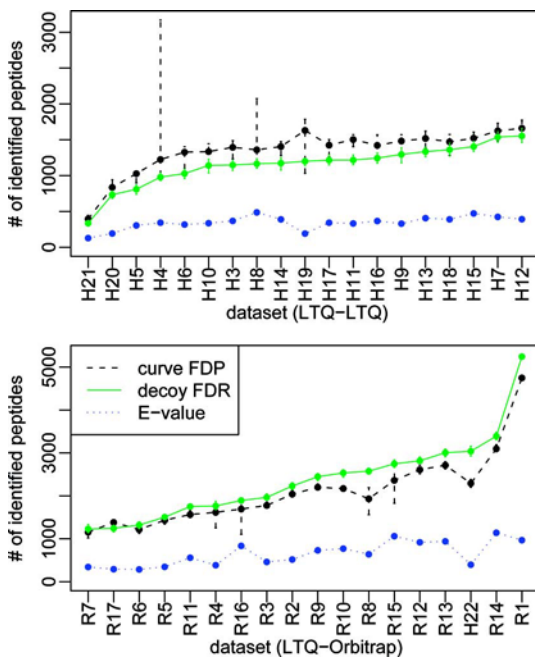 # of identified peptides
3000
2000
1000
0
H21 H20 H5 H4 H6 H10 H3 H8 H14 H19 H17 H11 H16 H9 H13 H18 H15 H7 H12
dataset (LTQ-LTQ)
# of identified peptides
5000
3000
1000
0
curve FDP
decoy FDR
E-value
R7 R17 R6 R5 R11 R4 R16 R3 R2 R9 R10 R8 R15 R12 R13 H22 R14 R1
dataset (LTQ-Orbitrap)